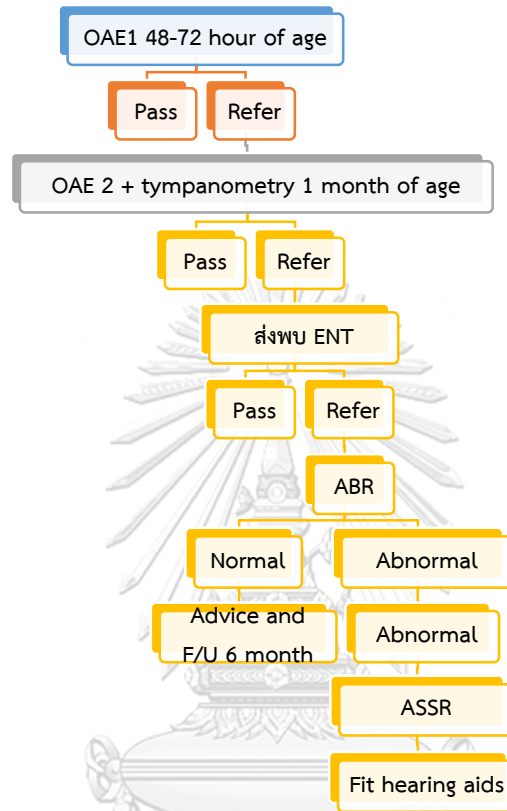 OAE1 48-72 hour of age
Pass
Refer
OAE 2 + tympanometry 1 month of age
Pass
Refer
ส่งพบ ENT
Pass
Refer
ABR
Normal
Abnormal
Advice and
F/U 6 month
Abnormal
ASSR
Fit hearing aids